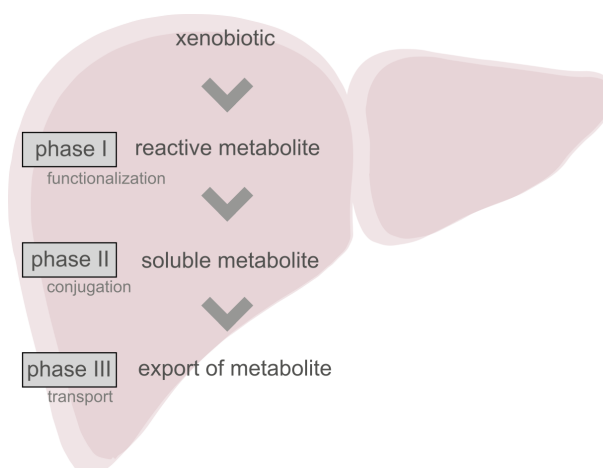 xenobiotic
phase I reactive metabolite
functionalization
phase II soluble metabolite
conjugation
phase III export of metabolite
transport